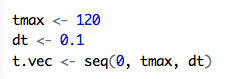 tmax <- 120
dt <- 0.1
t.vec <- seq(0, tmax, dt)